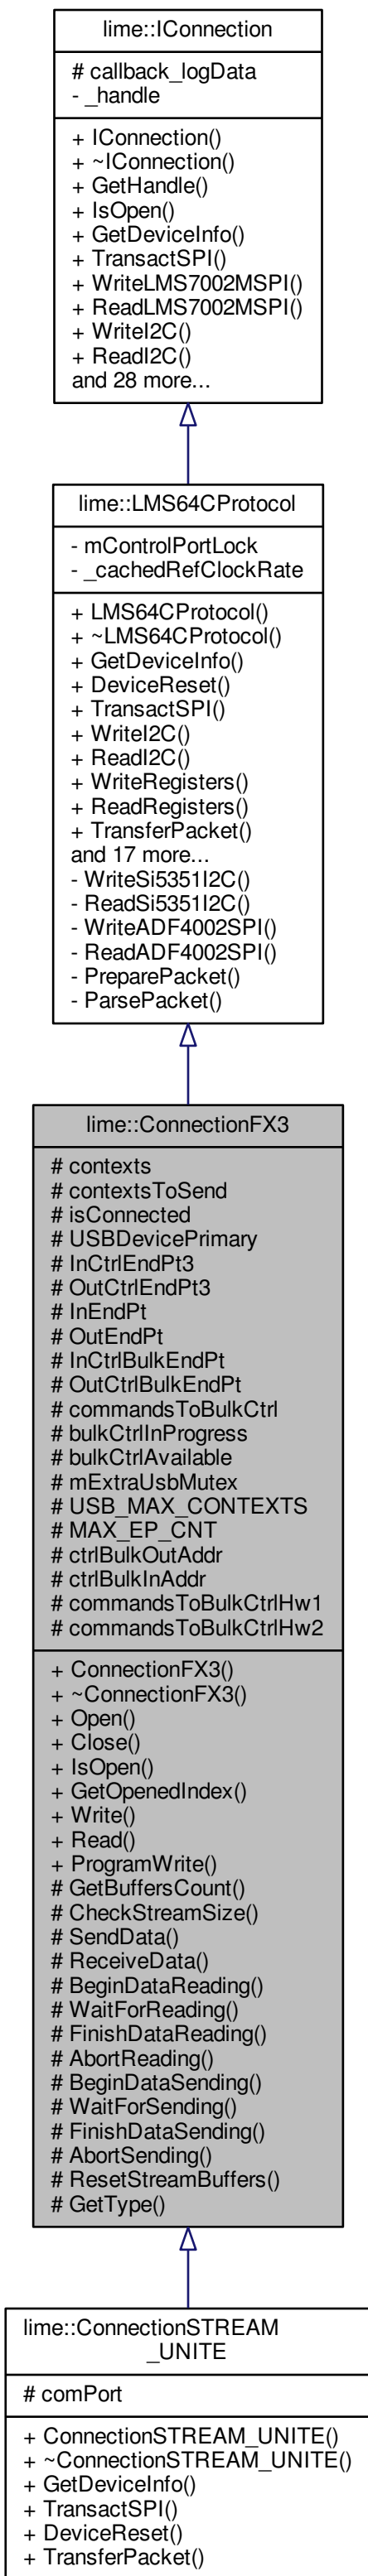 lime::IConnection
# callback_logData
- _handle
+ IConnection()
+ ~IConnection()
+ GetHandle()
+ IsOpen()
+ GetDeviceInfo()
+ TransactSPI()
+ WriteLMS7002MSPI()
+ ReadLMS7002MSPI()
+ WriteI2C()
+ ReadI2C()
and 28 more...
lime::LMS64CProtocol
- mControlPortLock
- _cachedRefClockRate
+ LMS64CProtocol()
+ ~LMS64CProtocol()
+ GetDeviceInfo()
+ DeviceReset()
+ TransactSPI()
+ WriteI2C()
+ ReadI2C()
+ WriteRegisters()
+ ReadRegisters()
+ TransferPacket()
and 17 more...
- WriteSi5351I2C()
- ReadSi5351I2C()
- WriteADF4002SPI()
- ReadADF4002SPI()
- PreparePacket()
- ParsePacket()
lime::ConnectionFX3
# contexts
# contextsToSend
# isConnected
# USBDevicePrimary
# InCtrlEndPt3
# OutCtrlEndPt3
# InEndPt
# OutEndPt
# InCtrlBulkEndPt
# OutCtrlBulkEndPt
# commandsToBulkCtrl
# bulkCtrlInProgress
# bulkCtrlAvailable
# mExtraUsbMutex
# USB_MAX_CONTEXTS
# MAX_EP_CNT
# ctrlBulkOutAddr
# ctrlBulkInAddr
# commandsToBulkCtrlHw1
# commandsToBulkCtrlHw2
+ ConnectionFX3()
+ ~ConnectionFX3()
+ Open()
+ Close()
+ IsOpen()
+ GetOpenedIndex()
+ Write()
+ Read()
+ ProgramWrite()
# GetBuffersCount()
# CheckStreamSize()
# SendData()
# ReceiveData()
# BeginDataReading()
# WaitForReading()
# FinishDataReading()
# AbortReading()
# BeginDataSending()
# WaitForSending()
# FinishDataSending()
# AbortSending()
# ResetStreamBuffers()
# GetType()
lime::ConnectionSTREAM
_UNITE
# comPort
+ ConnectionSTREAM_UNITE()
+ ~ConnectionSTREAM_UNITE()
+ GetDeviceInfo()
+ TransactSPI()
+ DeviceReset()
+ TransferPacket()